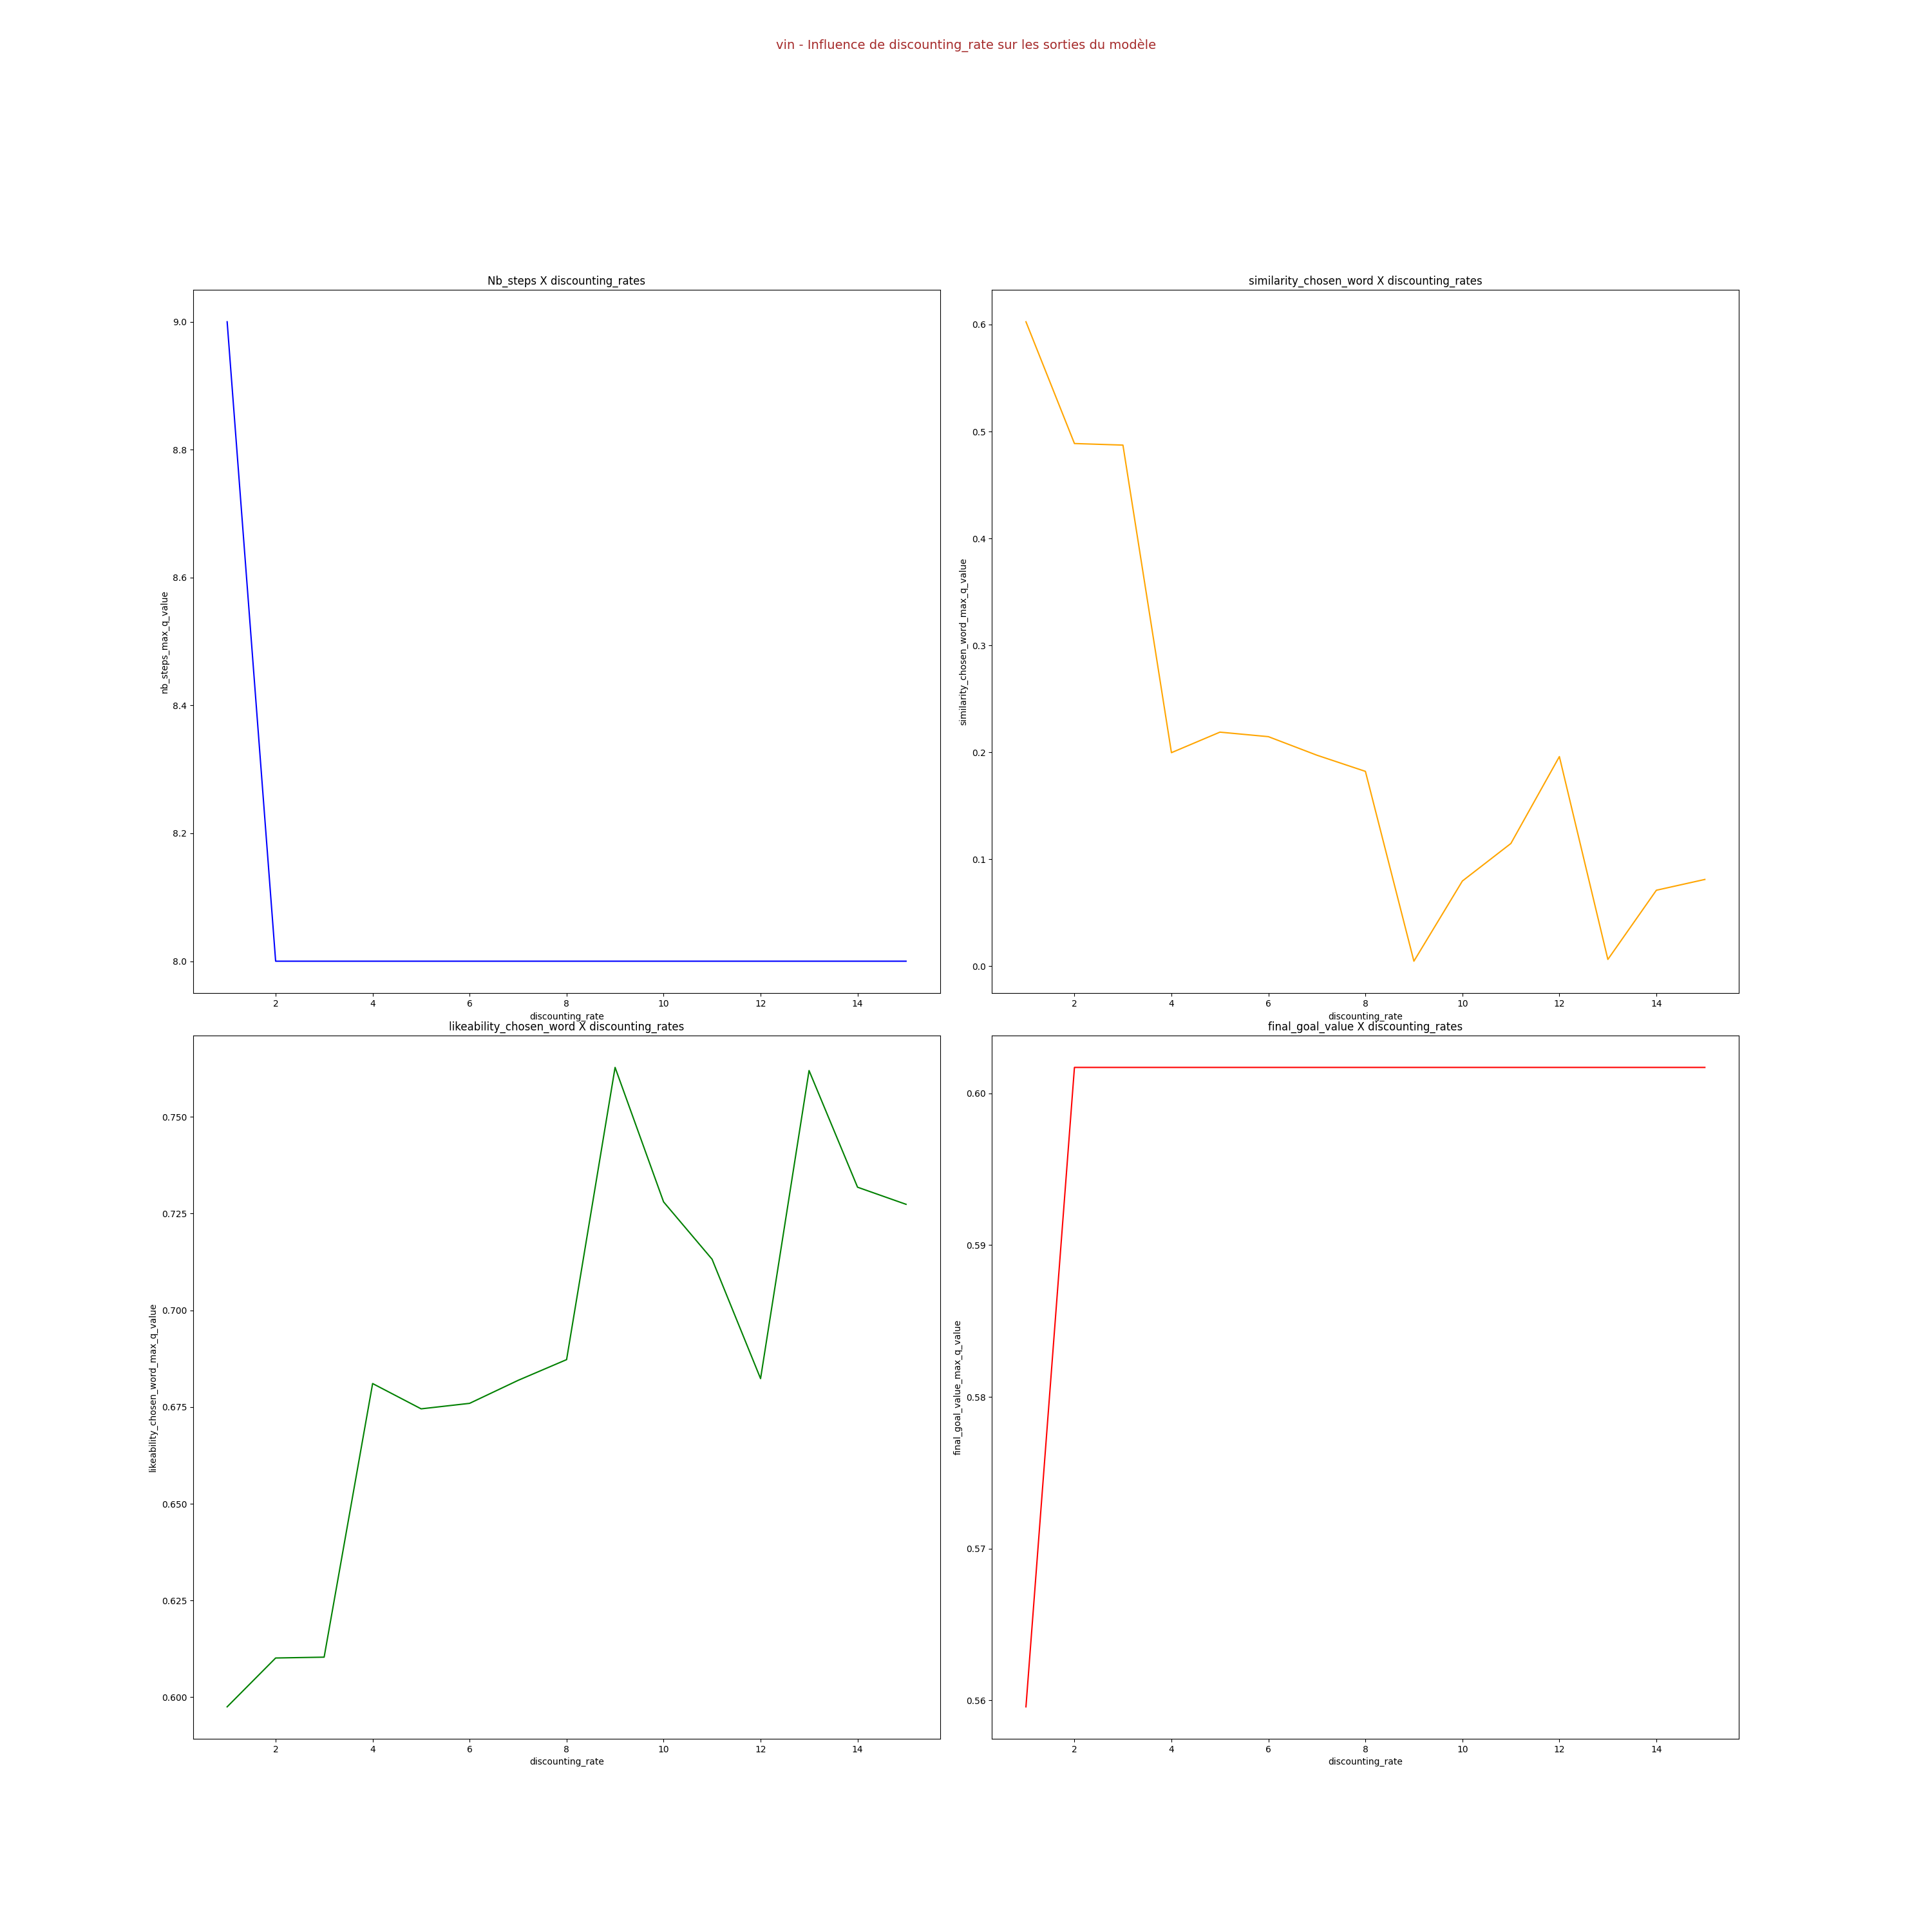 vin - Influence de discounting_rate sur les sorties du modèle
Nb_steps X discounting_rates
nb_steps_max_q_value
9.0
8.8
8.6
8.4
8.2
8.0
2 4 6 8 10 12 14
discounting_rate
similarity_chosen_word X discounting_rates
similarity_chosen_word_max_q_value
0.6
0.5
0.4
0.3
0.2
0.1
0.0
2 4 6 8 10 12 14
discounting_rate
likeability_chosen_word X discounting_rates
likeability_chosen_word_max_q_value
0.750
0.725
0.700
0.675
0.650
0.625
0.600
2 4 6 8 10 12 14
discounting_rate
final_goal_value X discounting_rates
final_goal_value_max_q_value
0.60
0.59
0.58
0.57
0.56
2 4 6 8 10 12 14
discounting_rate